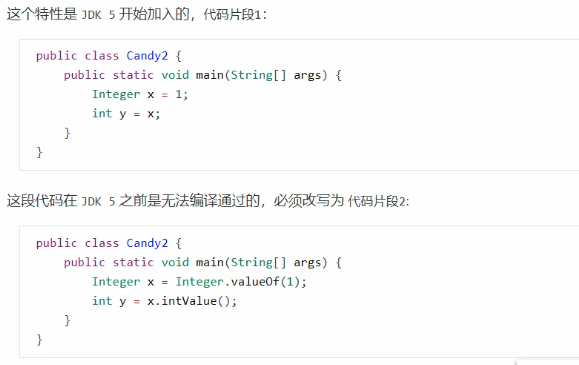 这个特性是 JDK 5 开始加入的，代码片段1：
public class Candy2 {
    public static void main(String[] args) {
        Integer x = 1;
        int y = x;
    }
}
这段代码在 JDK 5 之前是无法编译通过的，必须改写为 代码片段2:
public class Candy2 {
    public static void main(String[] args) {
        Integer x = Integer.valueOf(1);
        int y = x.intValue();
    }
}